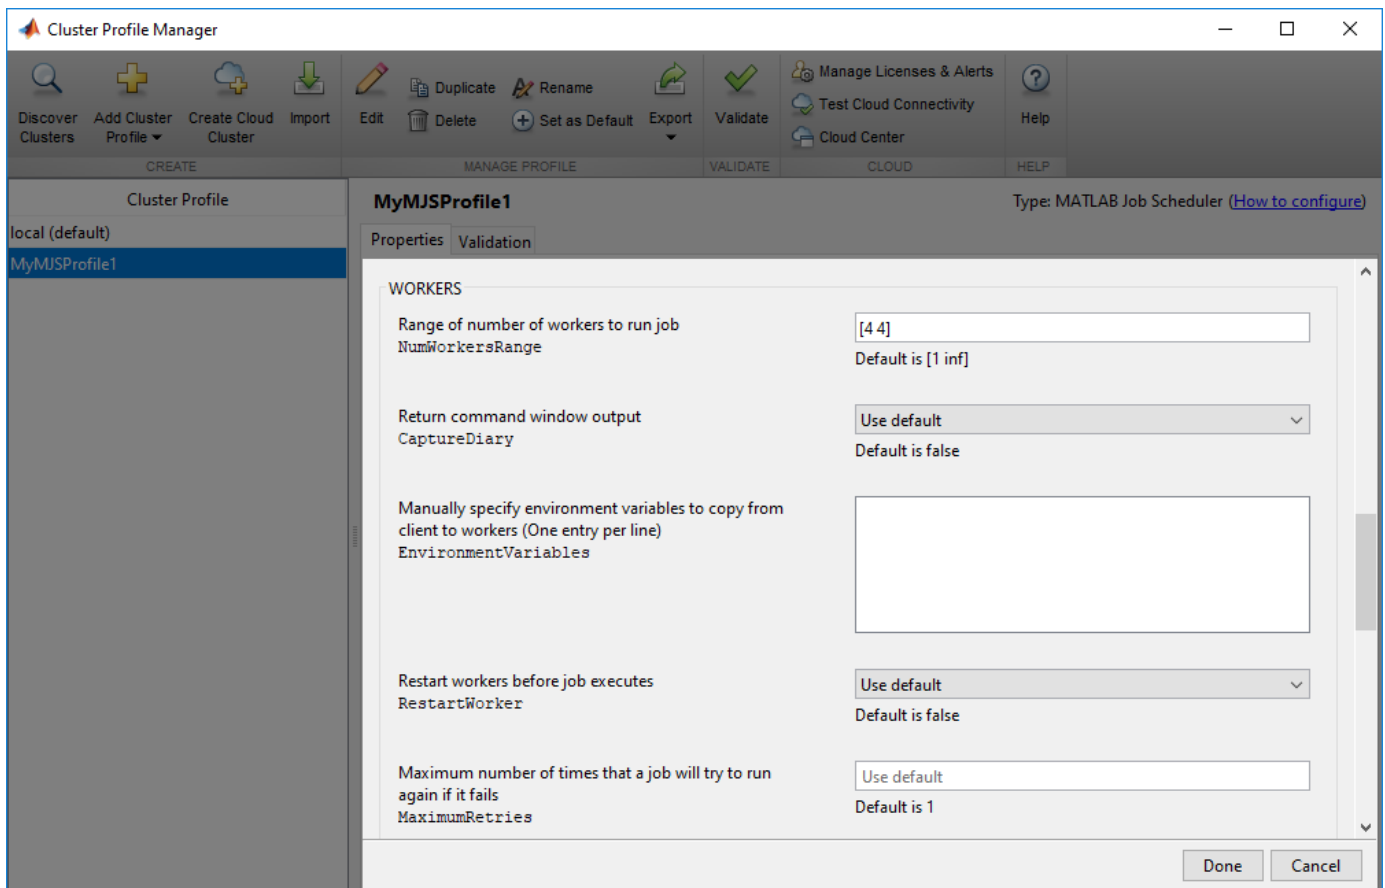 Cluster Profile Manager
Discover Clusters
Add Cluster Profile
Create Cloud Cluster
Import
CREATE
Edit
Duplicate
Delete
Rename
Set as Default
Export
MANAGE PROFILE
Validate
VALIDATE
Manage Licenses & Alerts
Test Cloud Connectivity
Cloud Center
CLOUD
? Help
HELP
Cluster Profile
local (default)
MyMJSProfile1
MyMJSProfile1
Type: MATLAB Job Scheduler (How to configure)
Properties
Validation
WORKERS
Range of number of workers to run job
NumWorkersRange
[4 4]
Default is [1 inf]
Return command window output
CaptureDiary
Use default
Default is false
Manually specify environment variables to copy from
client to workers (One entry per line)
EnvironmentVariables
Restart workers before job executes
RestartWorker
Use default
Default is false
Maximum number of times that a job will try to run
again if it fails
MaximumRetries
Use default
Default is 1
Done
Cancel